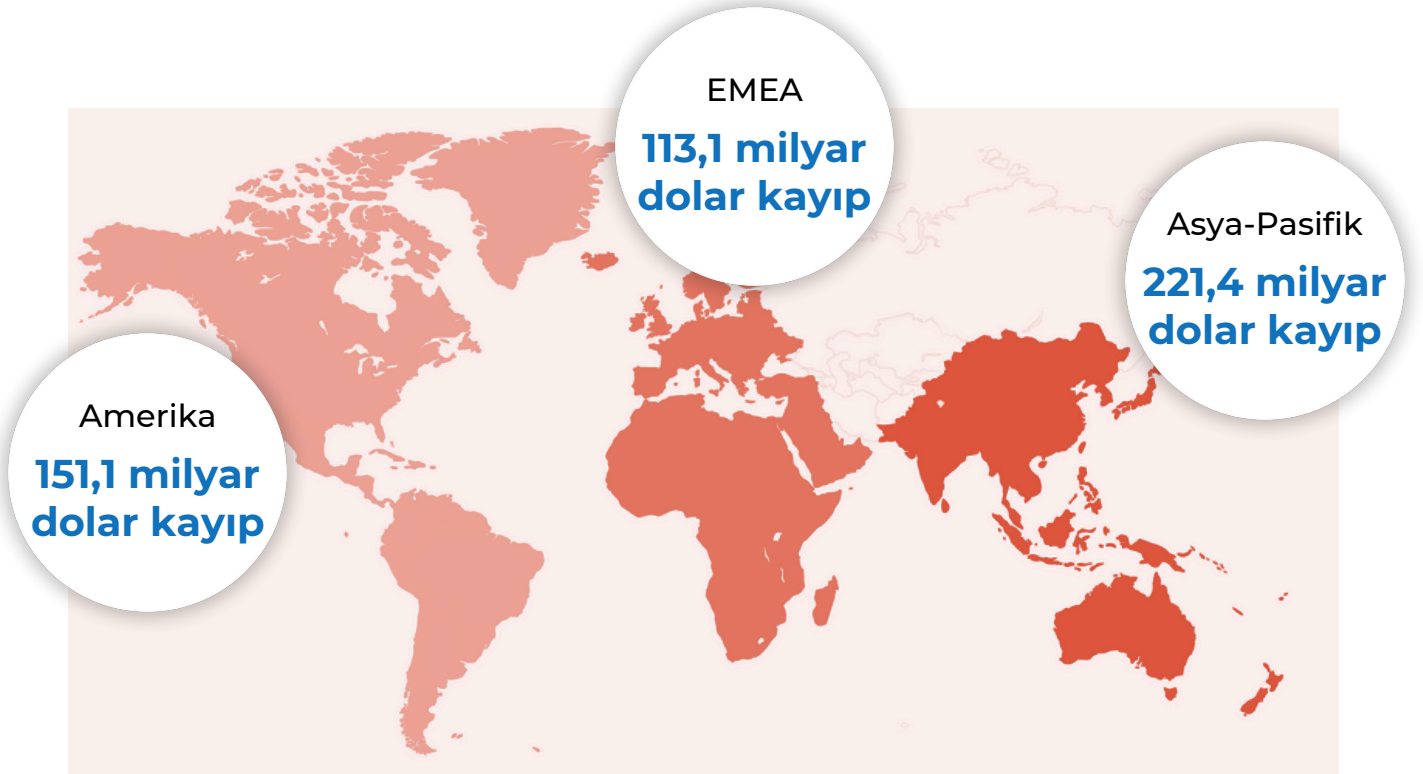 EMEA
113,1 milyar
dolar kayıp
Asya-Pasifik
221,4 milyar
dolar kayıp
Amerika
151,1 milyar
dolar kayıp